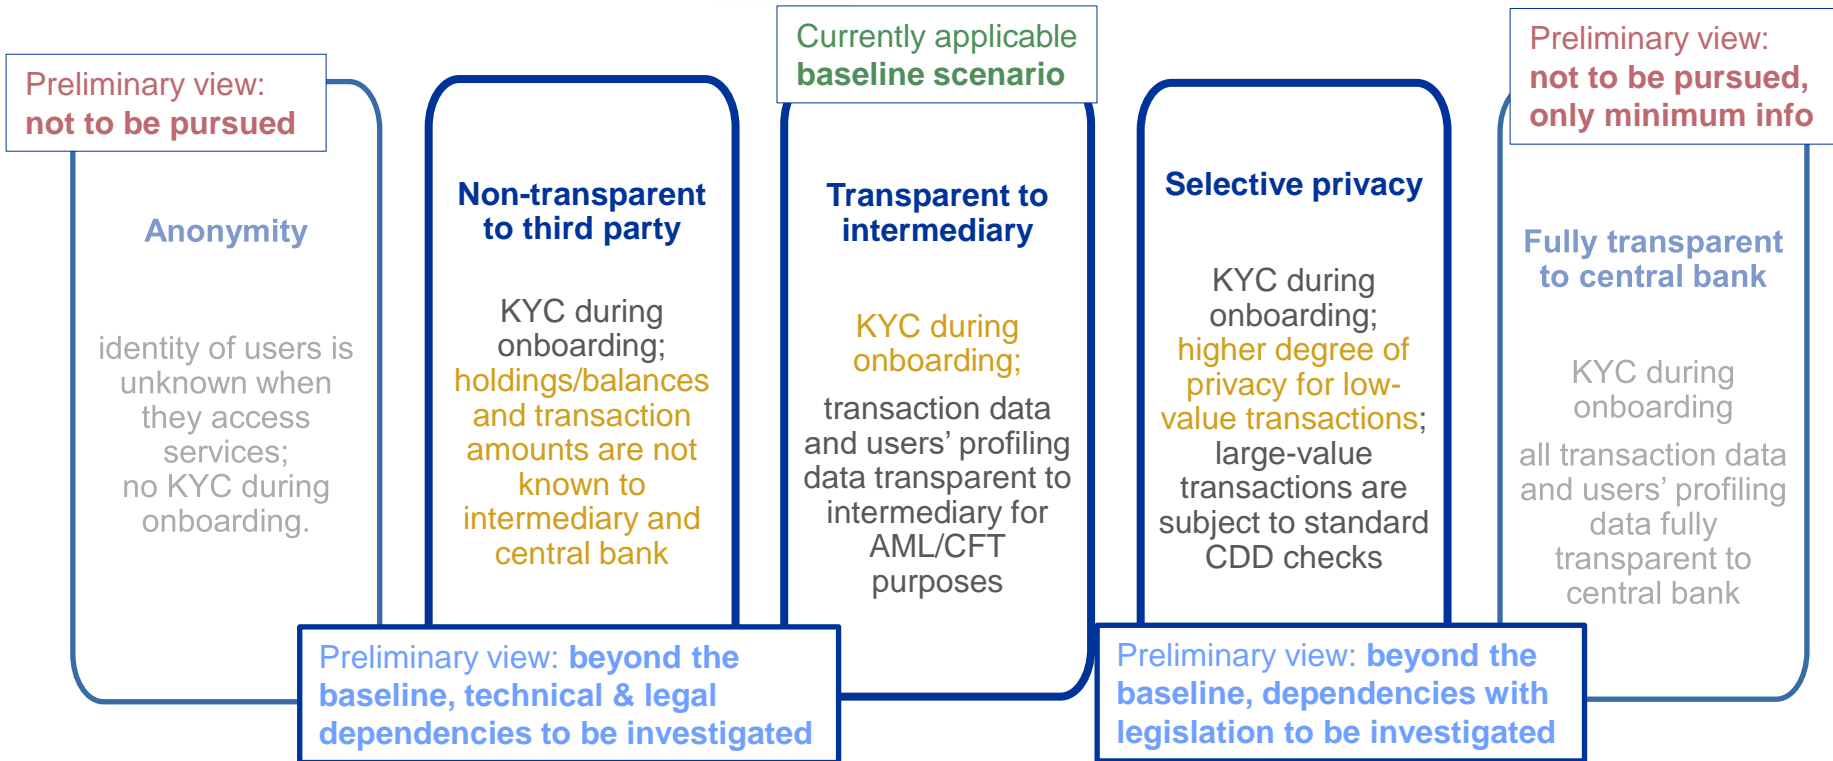 Preliminary view:
not to be pursued
Anonymity
identity of users is
unknown when
they access
services;
no KYC during
onboarding.
Non-transparent
to third party
KYC during
onboarding;
holdings/balances
and transaction
amounts are not
known to
intermediary and
central bank
Preliminary view: beyond the
baseline, technical & legal
dependencies to be investigated
Currently applicable
baseline scenario
Transparent to
intermediary
KYC during
onboarding;
transaction data
and users’ profiling
data transparent to
intermediary for
AML/CFT
purposes
Selective privacy
KYC during
onboarding;
higher degree of
privacy for low-
value transactions;
large-value
transactions are
subject to standard
CDD checks
Preliminary view: beyond the
baseline, dependencies with
legislation to be investigated
Preliminary view:
not to be pursued,
only minimum info
Fully transparent
to central bank
KYC during
onboarding
all transaction data
and users’ profiling
data fully
transparent to
central bank